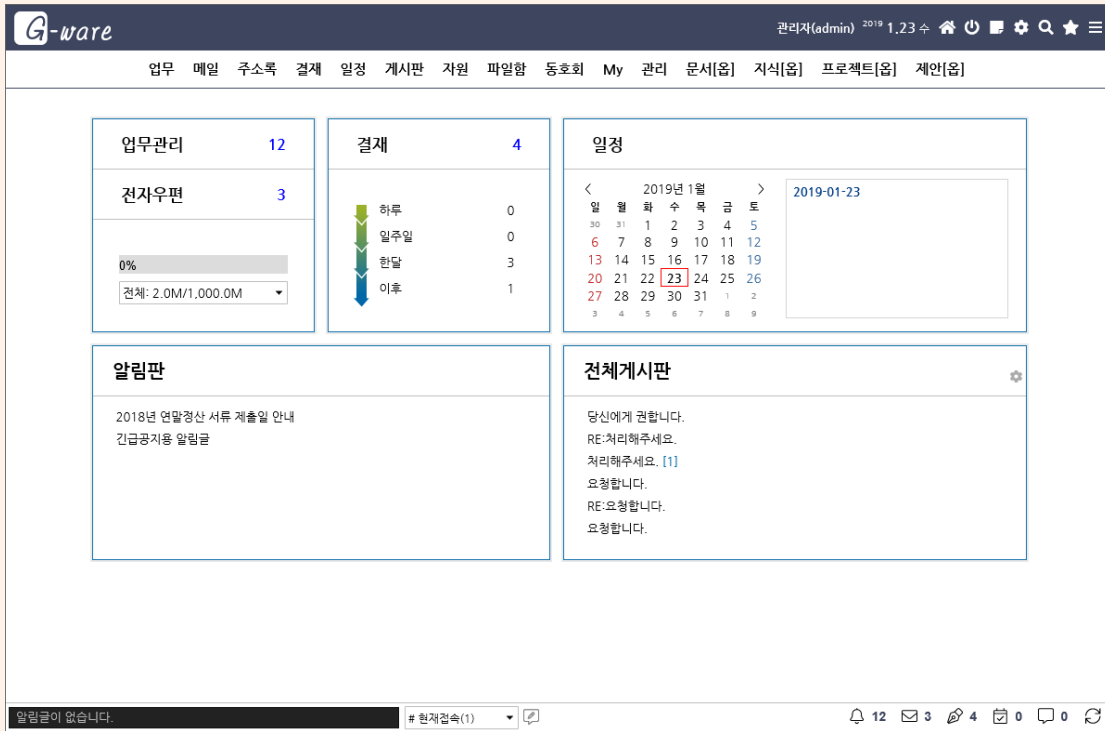 G-ware
관리자(admin) 2019 1.23 수
업무 메일 주소록 결재 일정 게시판 자원 파일함 동호회 My 관리 문서[옵] 지식[옵] 프로젝트[옵] 제안[옵]
업무관리 12
전자우편 3
0%
전체: 2.0M/1,000.0M
결재 4
하루 0
일주일 0
한달 3
이후 1
일정
< 2019년 1월 >
일 월 화 수 목 금 토
30 31 1 2 3 4 5
6 7 8 9 10 11 12
13 14 15 16 17 18 19
20 21 22 23 24 25 26
27 28 29 30 31 1 2
3 4 5 6 7 8 9
2019-01-23
알림판
2018년 연말정산 서류 제출일 안내
긴급공지용 알림글
전체게시판
당신에게 권합니다.
RE:처리해주세요.
처리해주세요. [1]
요청합니다.
RE:요청합니다.
요청합니다.
알림글이 없습니다.
# 현재접속(1)
12 3 4 0 0